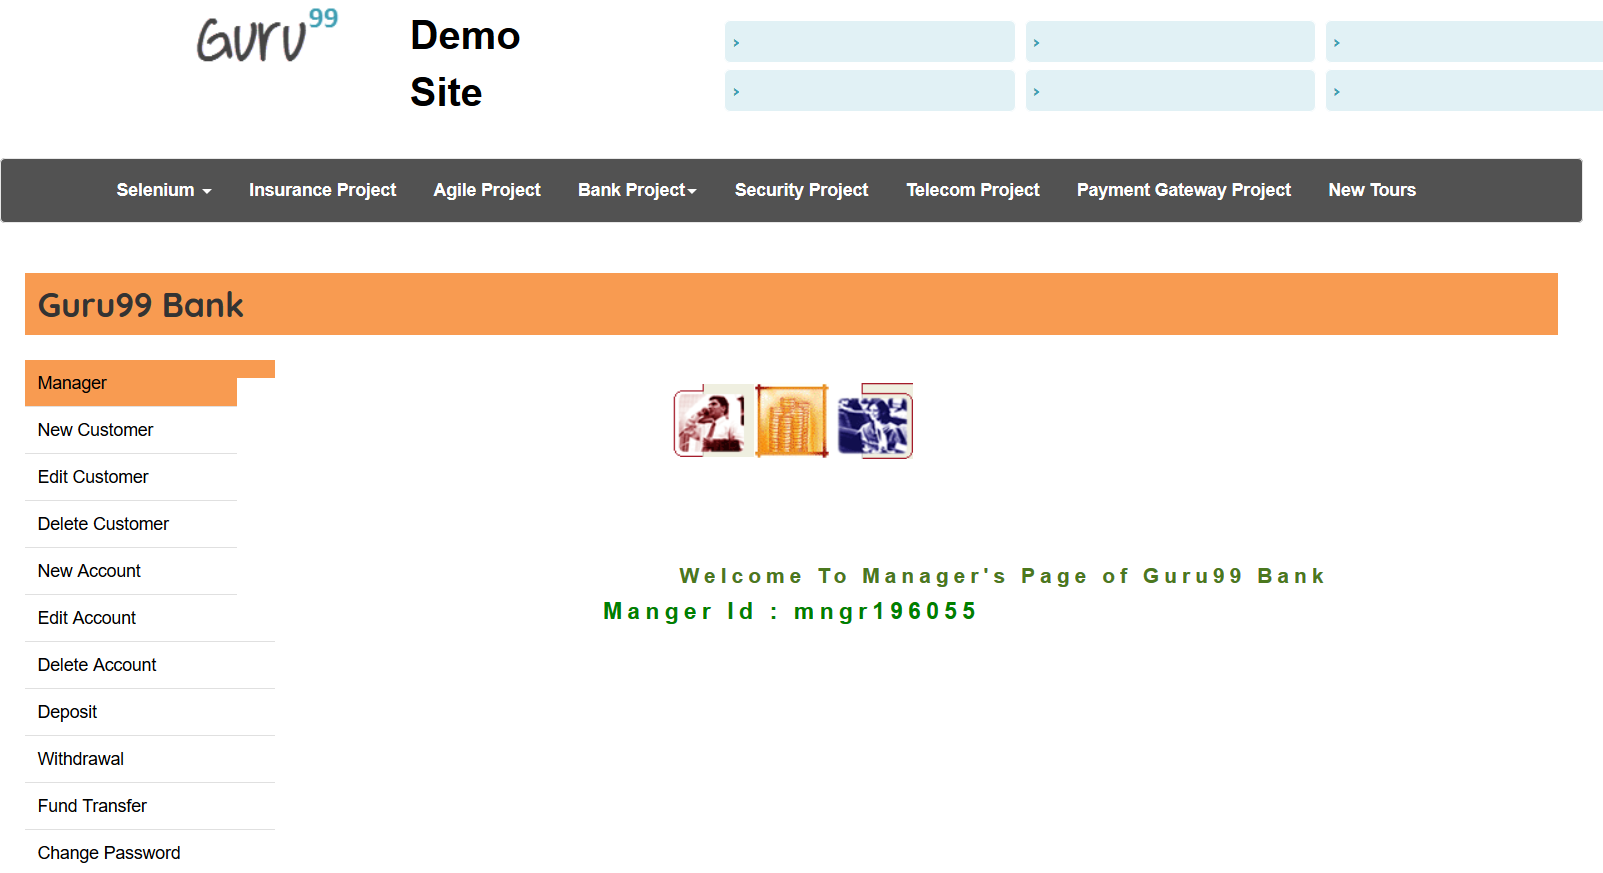 Guru99
Demo
Site
Selenium Insurance Project Agile Project Bank Project Security Project Telecom Project Payment Gateway Project New Tours
Guru99 Bank
Manager
New Customer
Edit Customer
Delete Customer
New Account
Edit Account
Delete Account
Deposit
Withdrawal
Fund Transfer
Change Password
Welcome To Manager's Page of Guru99 Bank
Manger Id : mngr196055